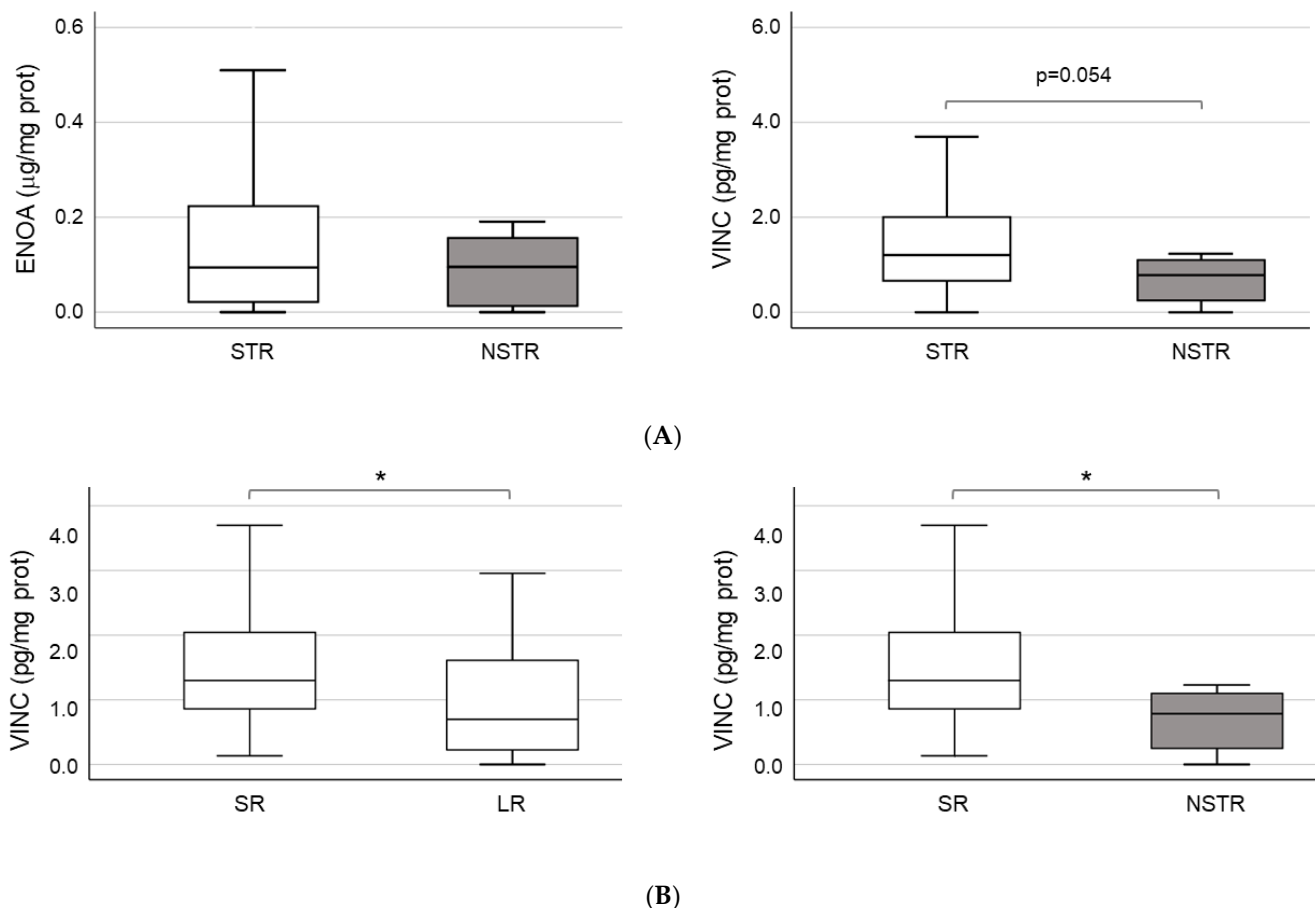 ENOA (μg/mg prot)
0.6
0.4
0.2
0.0
STR
NSTR
VINC (pg/mg prot)
6.0
4.0
2.0
0.0
p=0.054
STR
NSTR
(A)
VINC (pg/mg prot)
4.0
3.0
2.0
1.0
0.0
*
SR
LR
VINC (pg/mg prot)
4.0
3.0
2.0
1.0
0.0
*
SR
NSTR
(B)